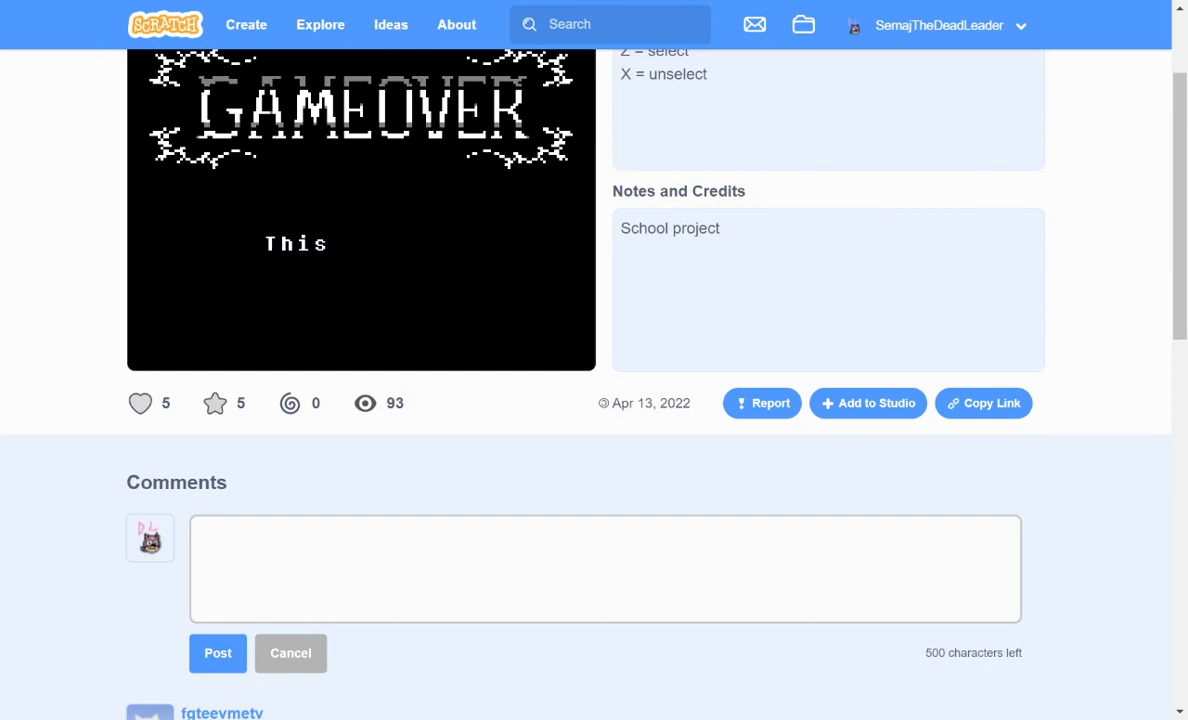 SCRATCH Create Explore Ideas About Search SemajTheDeadLeader
Z = select
X = unselect
GAMEOVER
Notes and Credits
School project
This
5 5 0 93 © Apr 13, 2022 Report Add to Studio Copy Link
Comments
D L
Post Cancel 500 characters left
fgteevmetv